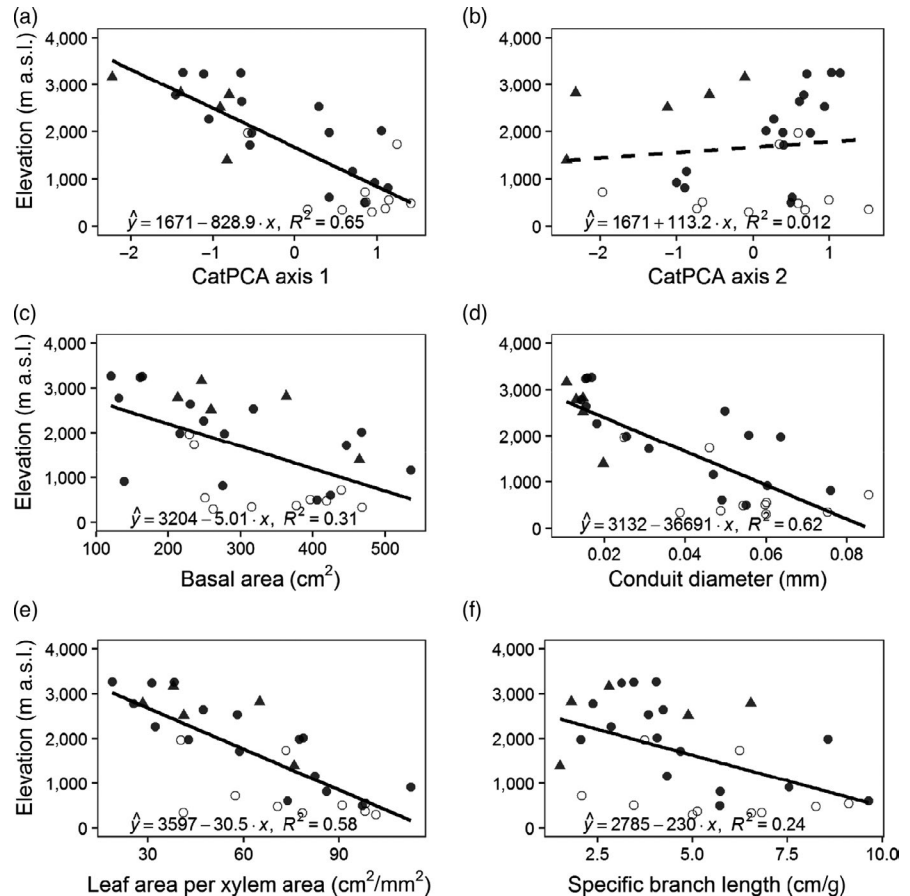 (a)
(b)
Elevation (m a.s.l.)
4,000
3,000
2,000
1,000
0
ŷ = 1671 − 828.9 · x, R² = 0.65
−2 −1 0 1
CatPCA axis 1
4,000
3,000
2,000
1,000
0
ŷ = 1671 + 113.2 · x, R² = 0.012
−2 −1 0 1
CatPCA axis 2
(c)
(d)
Elevation (m a.s.l.)
4,000
3,000
2,000
1,000
0
ŷ = 3204 − 5.01 · x, R² = 0.31
100 200 300 400 500
Basal area (cm²)
4,000
3,000
2,000
1,000
0
ŷ = 3132 − 36691 · x, R² = 0.62
0.02 0.04 0.06 0.08
Conduit diameter (mm)
(e)
(f)
Elevation (m a.s.l.)
4,000
3,000
2,000
1,000
0
ŷ = 3597 − 30.5 · x, R² = 0.58
30 60 90
Leaf area per xylem area (cm²/mm²)
4,000
3,000
2,000
1,000
0
ŷ = 2785 − 230 · x, R² = 0.24
2.5 5.0 7.5 10.0
Specific branch length (cm/g)